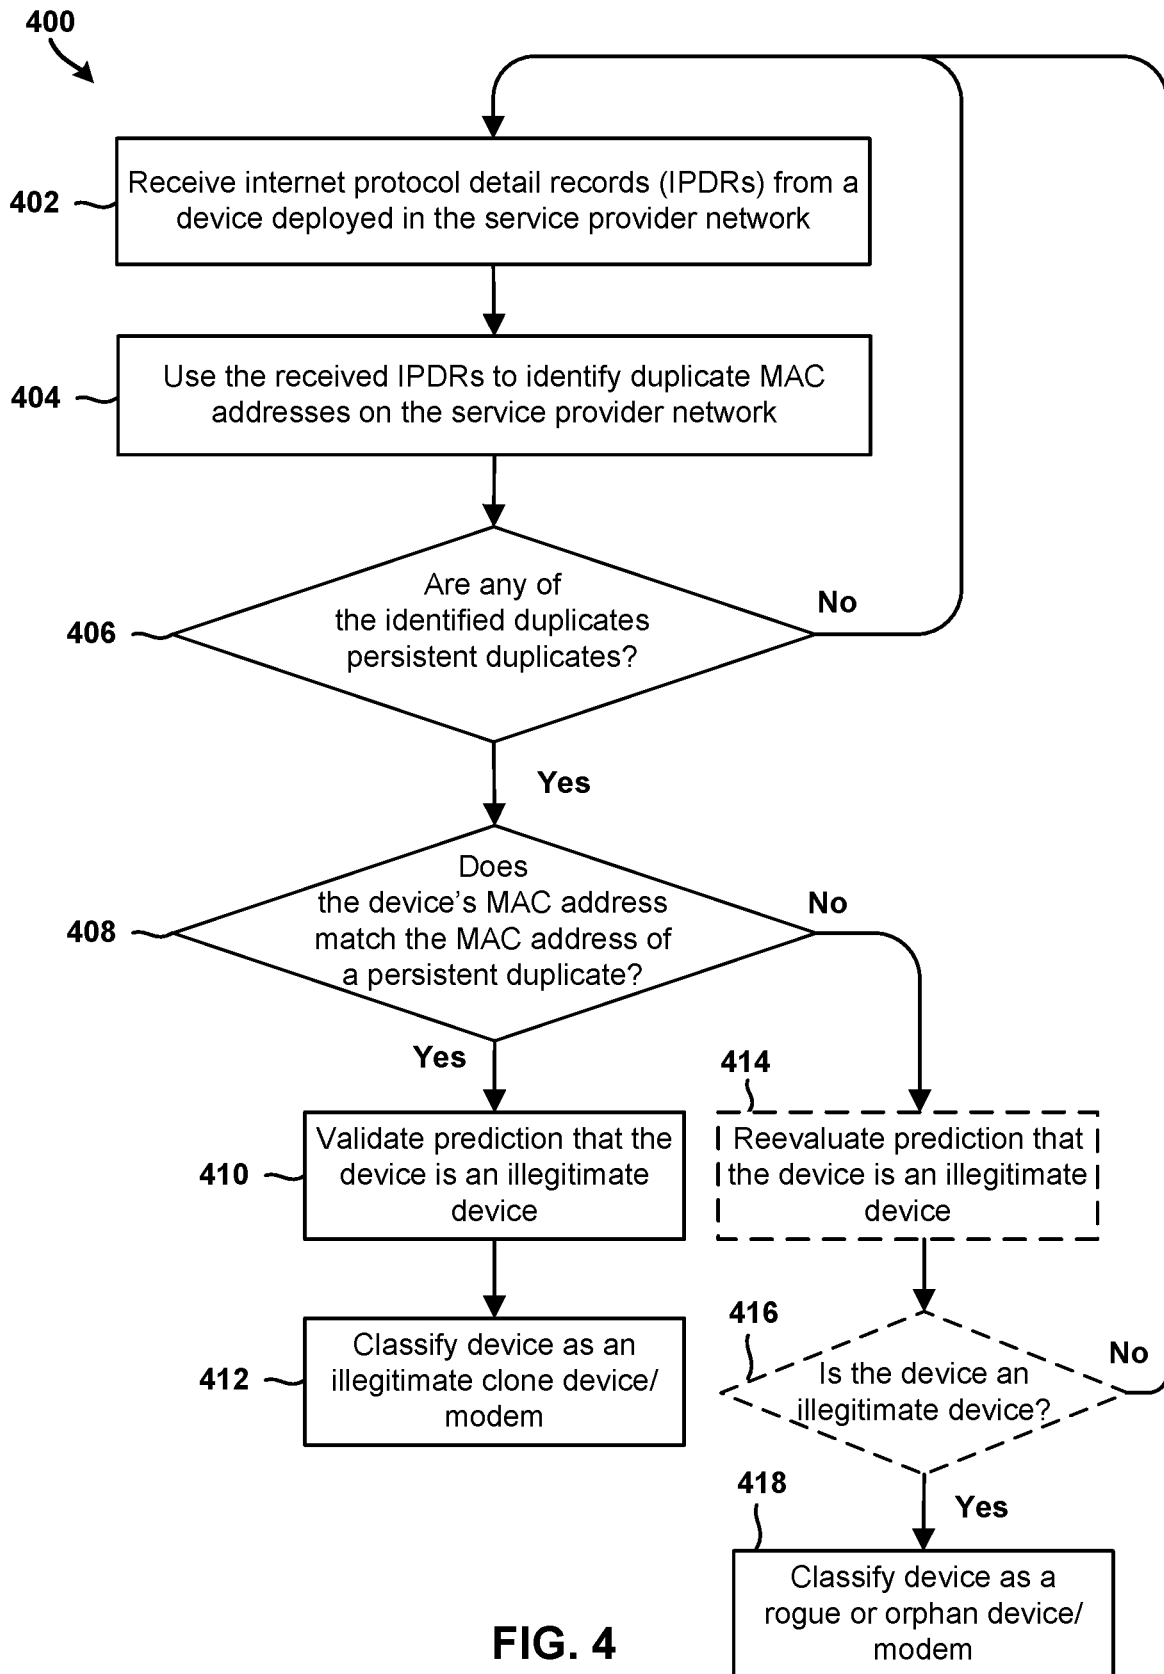 400
402
Receive internet protocol detail records (IPDRs) from a
device deployed in the service provider network
404
Use the received IPDRs to identify duplicate MAC
addresses on the service provider network
406
Are any of
the identified duplicates
persistent duplicates?
No
Yes
408
Does
the device's MAC address
match the MAC address of
a persistent duplicate?
No
Yes
410
Validate prediction that the
device is an illegitimate
device
414
Reevaluate prediction that
the device is an illegitimate
device
412
Classify device as an
illegitimate clone device/
modem
416
Is the device an
illegitimate device?
No
Yes
418
Classify device as a
rogue or orphan device/
modem
FIG. 4